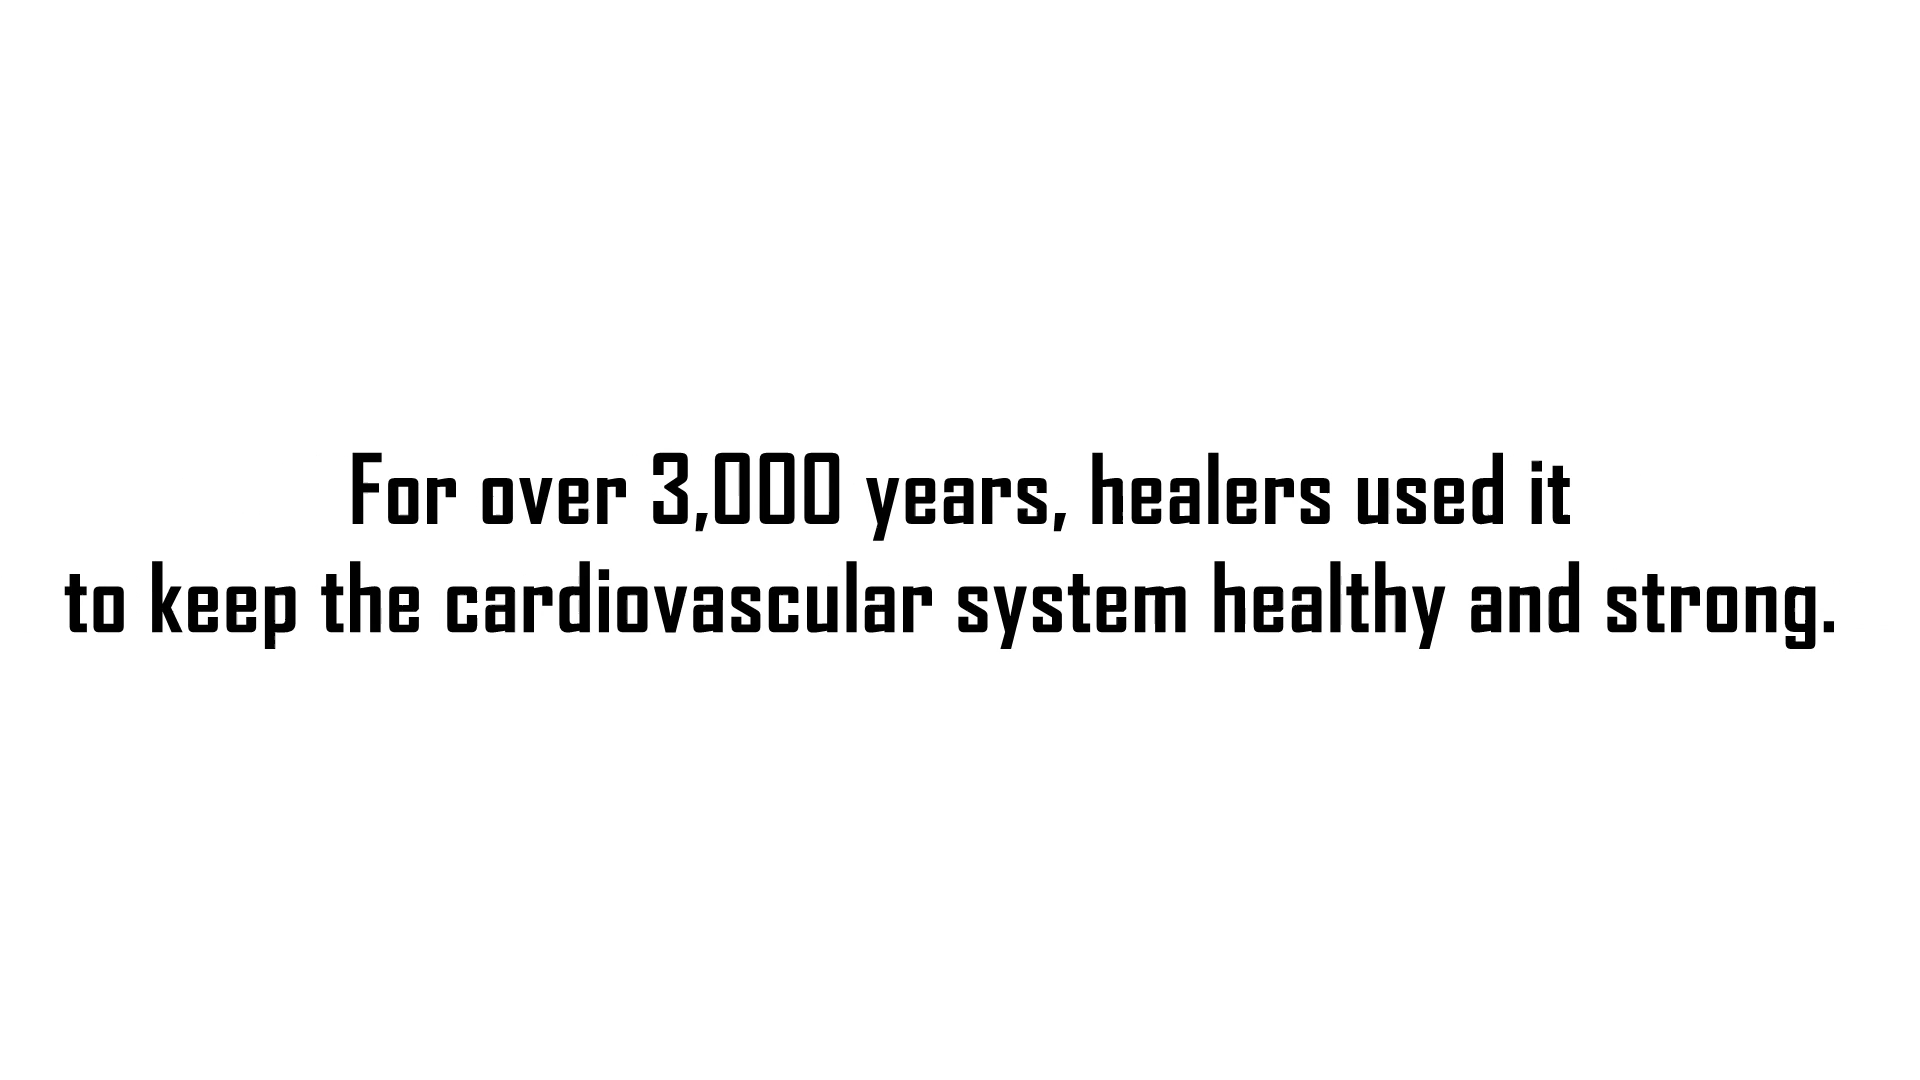 For over 3,000 years, healers used it
to keep the cardiovascular system healthy and strong.